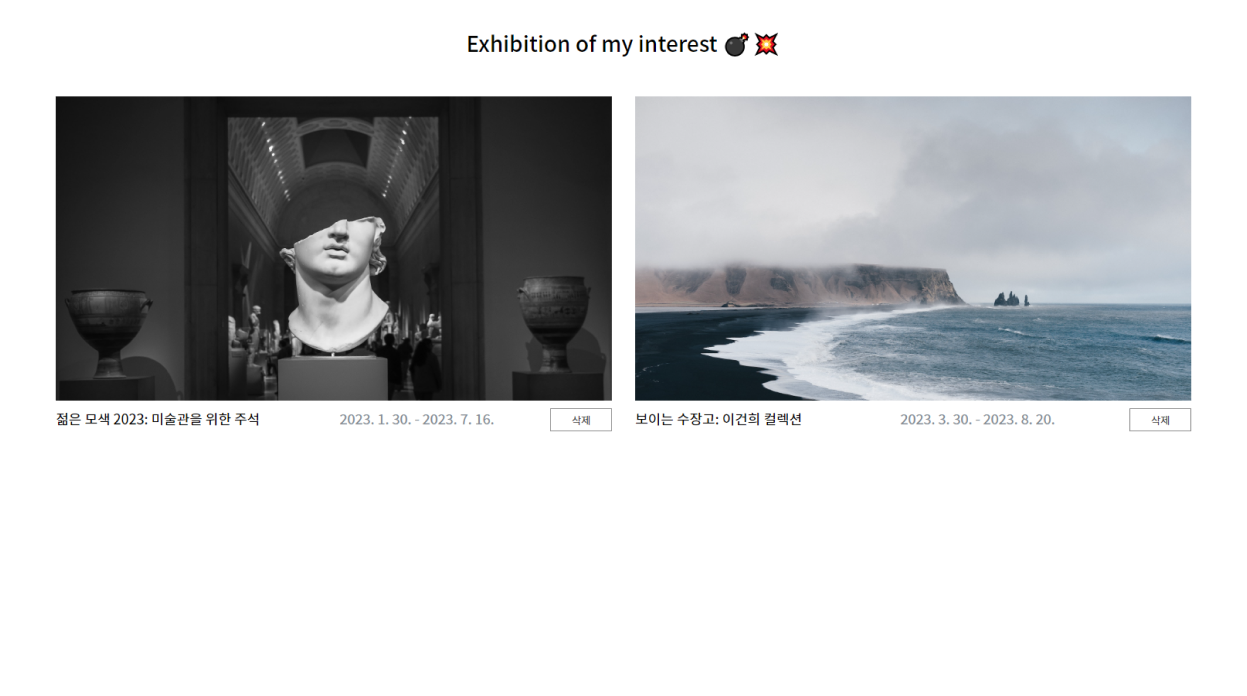 Exhibition of my interest 💣 💥
젊은 모색 2023: 미술관을 위한 주석 2023. 1. 30. - 2023. 7. 16. 삭제
보이는 수장고: 이건희 컬렉션 2023. 3. 30. - 2023. 8. 20. 삭제